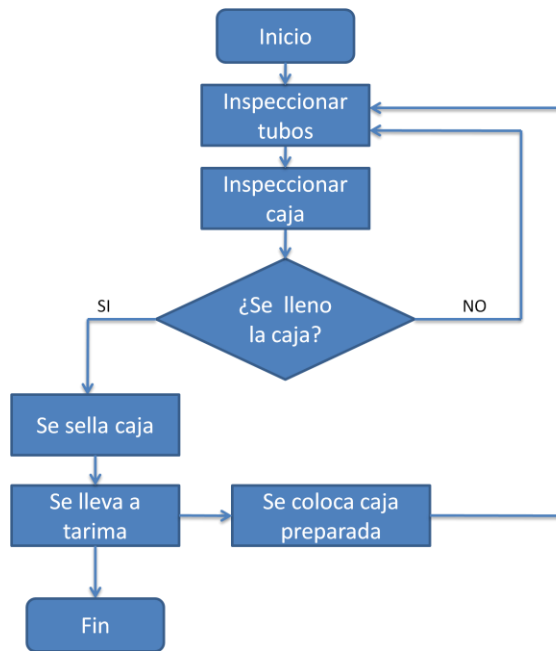 Inicio
Inspeccionar
tubos
Inspeccionar
caja
¿Se lleno
la caja?
SI
NO
Se sella caja
Se lleva a
tarima
Se coloca caja
preparada
Fin